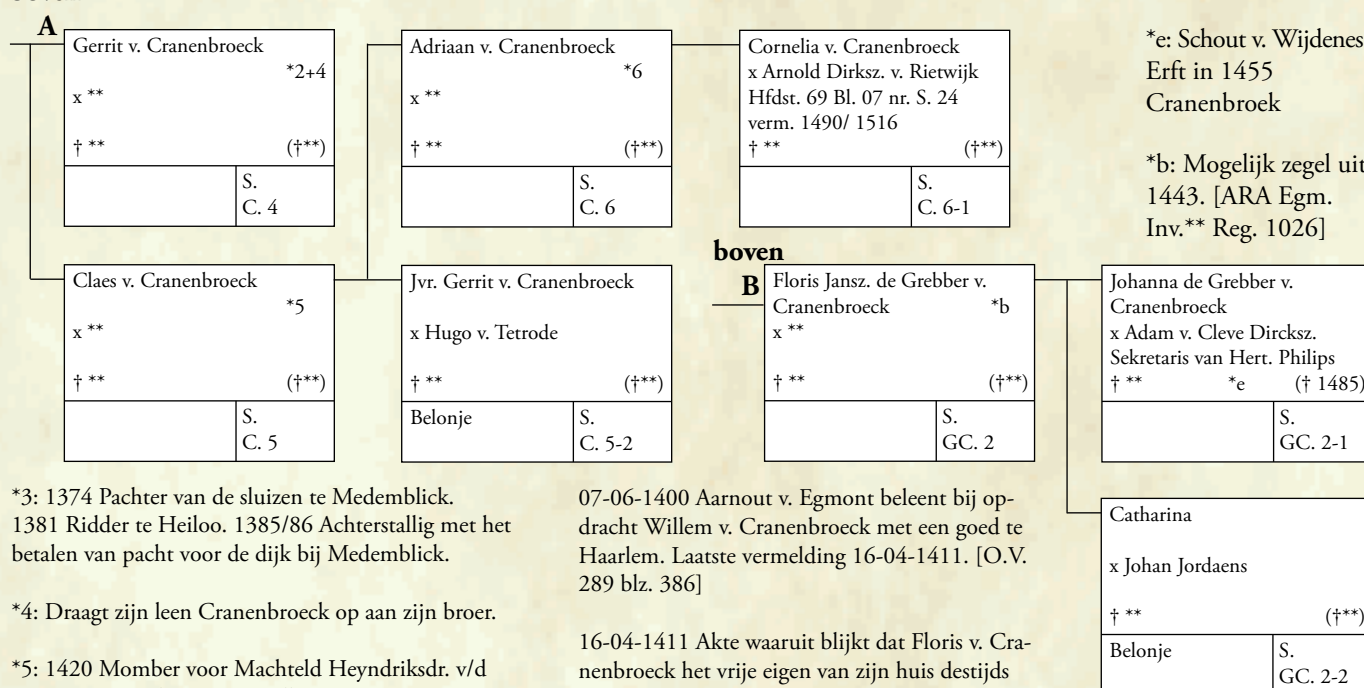 A
Gerrit v. Cranenbroeck
*2+4
x **
† ** (†**)
S.
C. 4
Adriaan v. Cranenbroeck
*6
x **
† ** (†**)
S.
C. 6
Cornelia v. Cranenbroeck
x Arnold Dirksz. v. Rietwijk
Hfdst. 69 Bl. 07 nr. S. 24
verm. 1490/ 1516
† ** (†**)
S.
C. 6-1
*e: Schout v. Wijdenes
Erft in 1455
Cranenbroek
*b: Mogelijk zegel uit
1443. [ARA Egm.
Inv.** Reg. 1026]
Claes v. Cranenbroeck
*5
x **
† ** (†**)
S.
C. 5
Jvr. Gerrit v. Cranenbroeck
x Hugo v. Tetrode
† ** (†**)
Belonje
S.
C. 5-2
boven
B
Floris Jansz. de Grebber v.
Cranenbroeck *b
x **
† ** (†**)
S.
GC. 2
Johanna de Grebber v.
Cranenbroeck
x Adam v. Cleve Dircksz.
Sekretaris van Hert. Philips
† ** *e († 1485)
S.
GC. 2-1
Catharina
x Johan Jordaens
† ** (†**)
Belonje
S.
GC. 2-2
*3: 1374 Pachter van de sluizen te Medemblick.
1381 Ridder te Heiloo. 1385/86 Achterstallig met het
betalen van pacht voor de dijk bij Medemblick.
*4: Draagt zijn leen Cranenbroeck op aan zijn broer.
*5: 1420 Momber voor Machteld Heyndriksdr. v/d
07-06-1400 Aarnout v. Egmont beleent bij op-
dracht Willem v. Cranenbroeck met een goed te
Haarlem. Laatste vermelding 16-04-1411. [O.V.
289 blz. 386]
16-04-1411 Akte waaruit blijkt dat Floris v. Cra-
nenbroeck het vrije eigen van zijn huis destijds